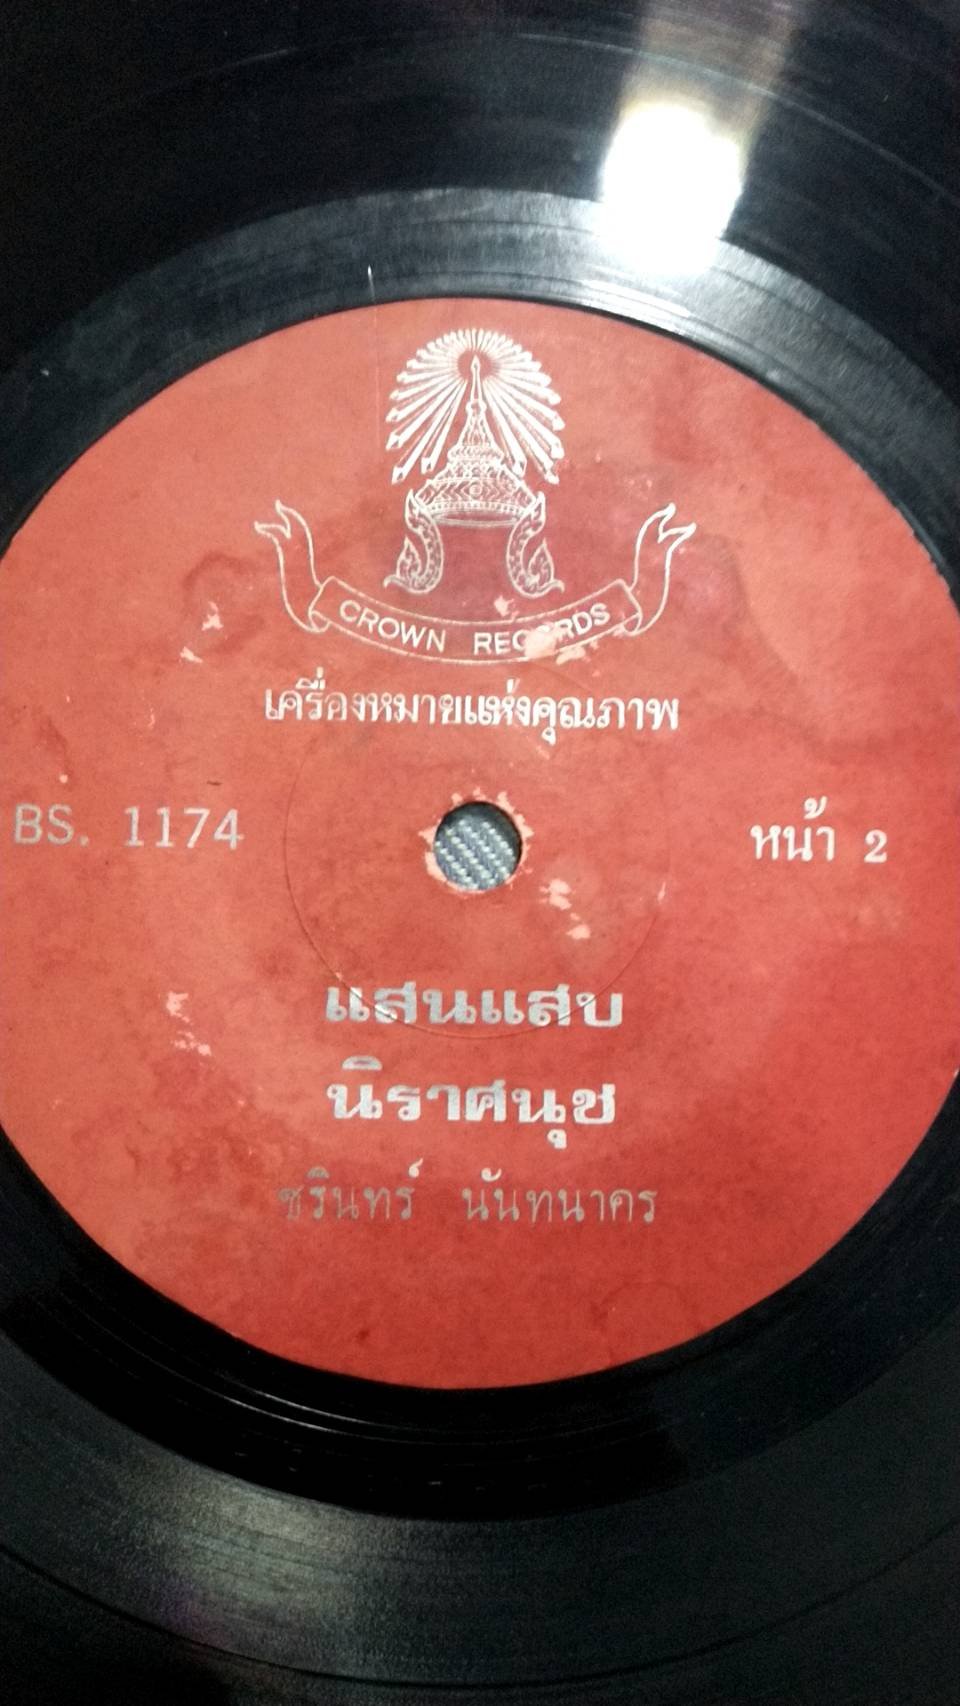 CROWN RECORDS
เครื่องหมายแห่งคุณภาพ
BS. 1174
หน้า 2
แสนแสบ
นิราศนุช
ชรินทร์ นันทนาคร